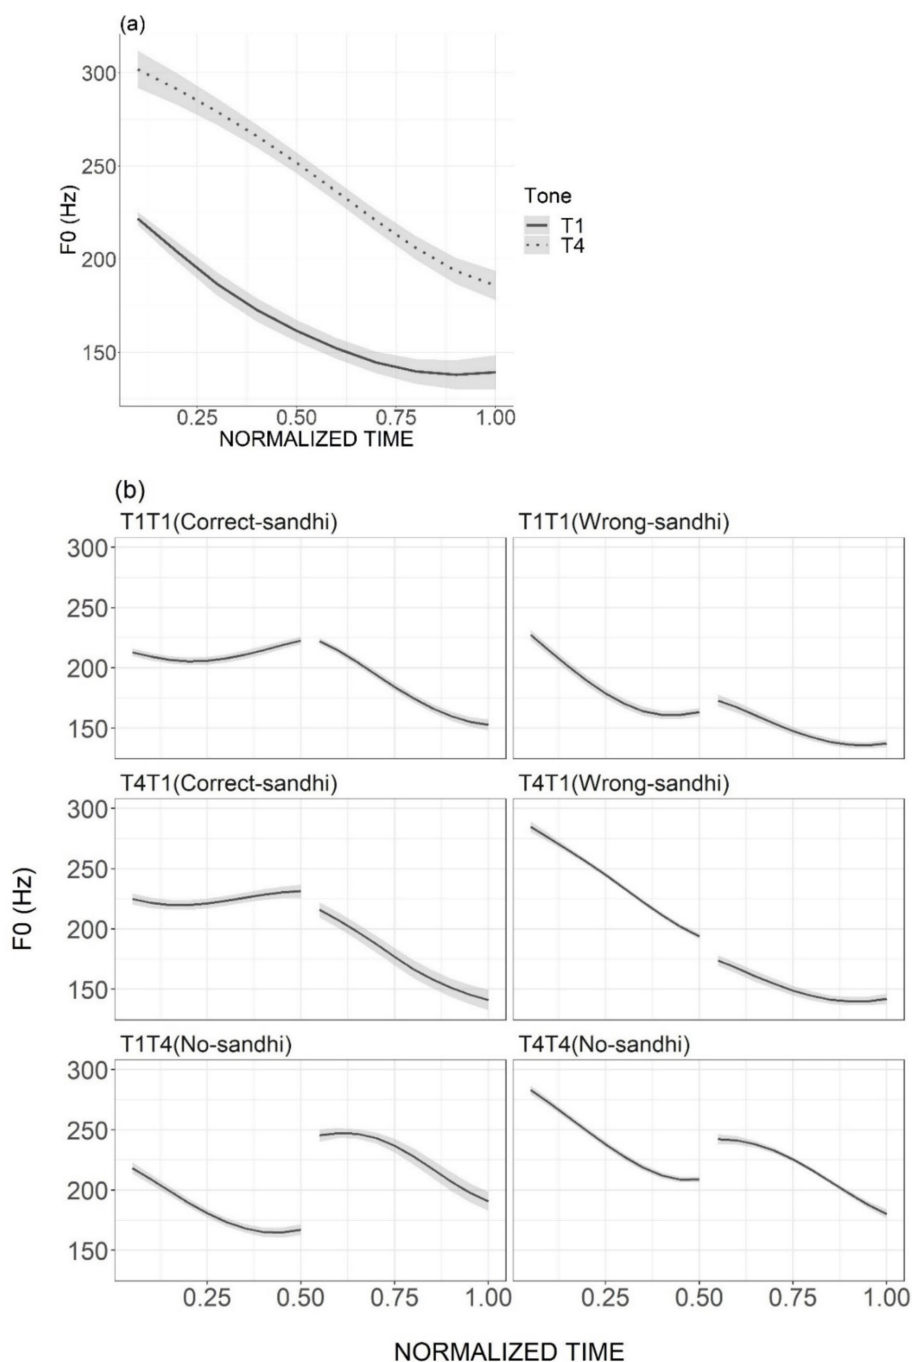 (a)
300
250
200
150
F0 (Hz)
0.25 0.50 0.75 1.00
NORMALIZED TIME
Tone
T1
T4
(b)
T1T1(Correct-sandhi) T1T1(Wrong-sandhi)
300
250
200
150
T4T1(Correct-sandhi) T4T1(Wrong-sandhi)
300
250
200
150
F0 (Hz)
T1T4(No-sandhi) T4T4(No-sandhi)
300
250
200
150
0.25 0.50 0.75 1.00 0.25 0.50 0.75 1.00
NORMALIZED TIME